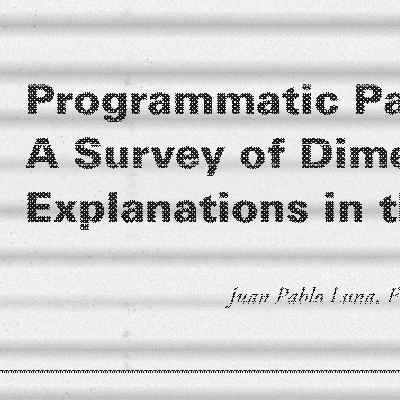 Programmatic Pa
A Survey of Dime
Explanations in th
Juan Pablo Luna, F